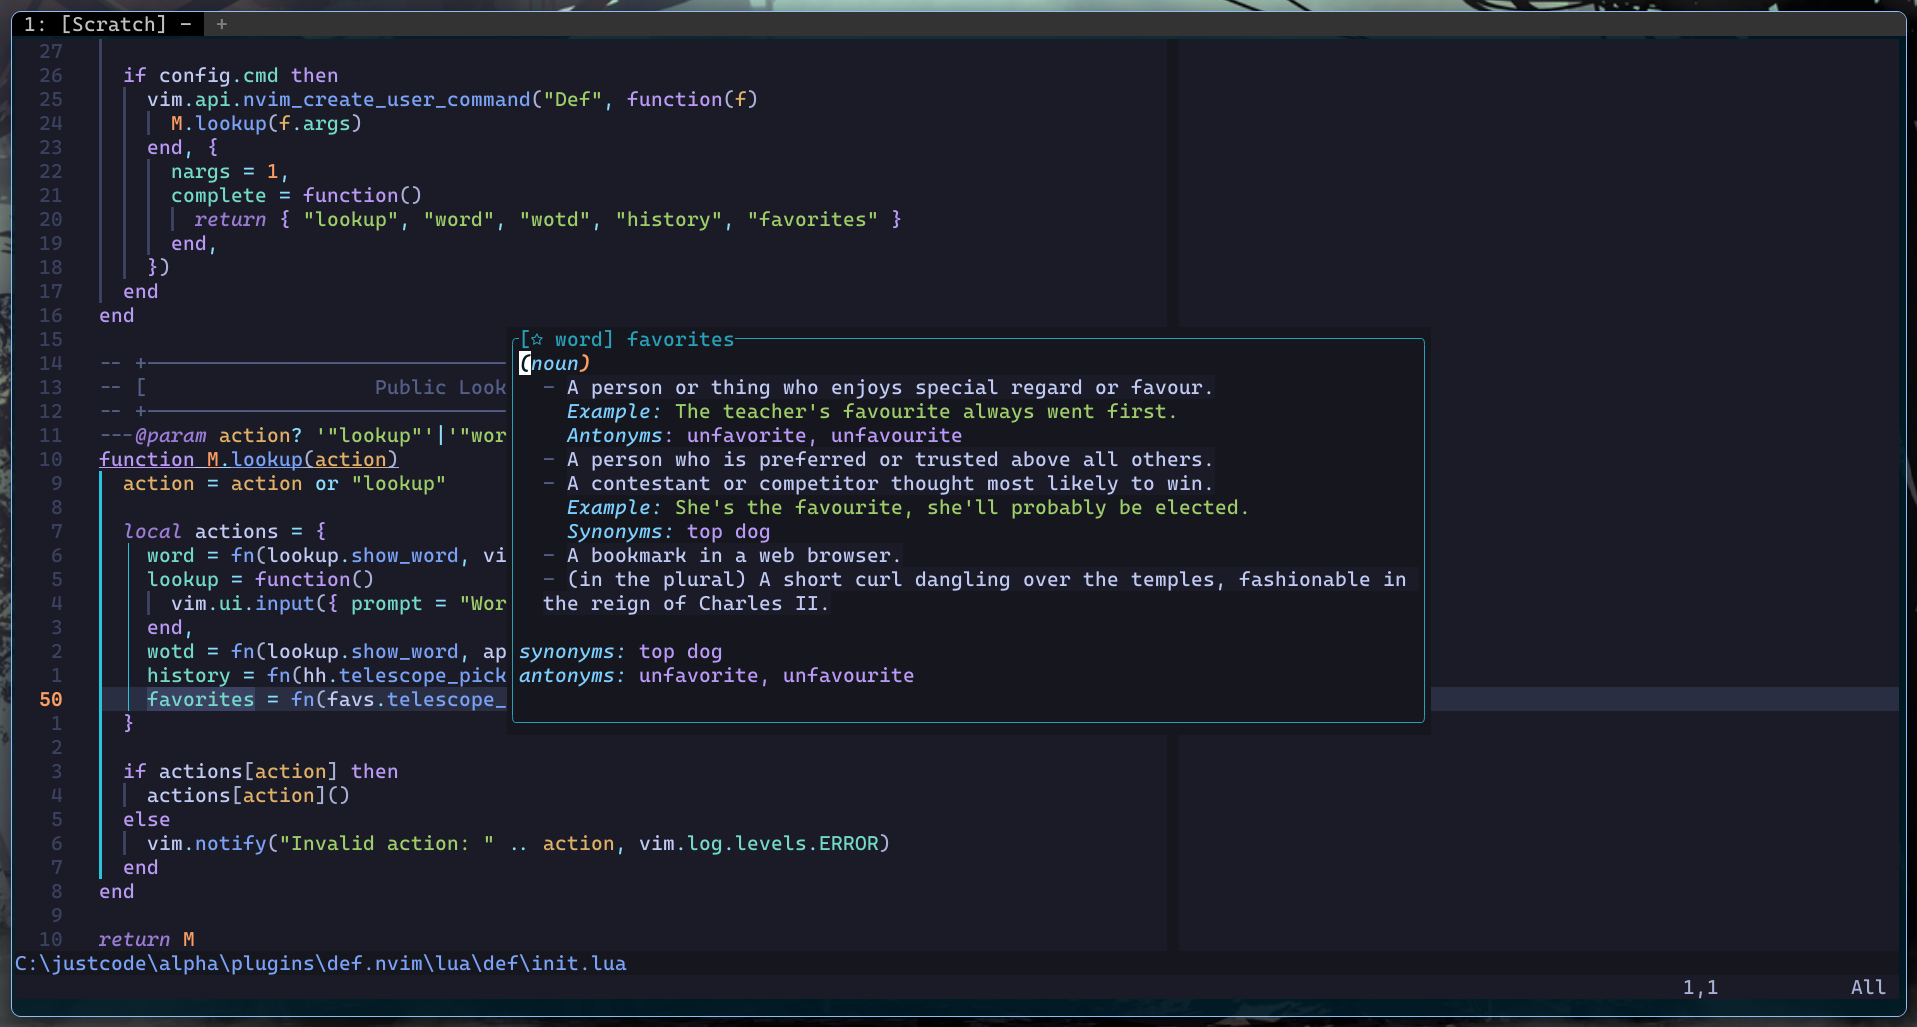 1: [Scratch] - +
27
26 if config.cmd then
25 vim.api.nvim_create_user_command("Def", function(f)
24 M.lookup(f.args)
23 end, {
22 nargs = 1,
21 complete = function()
20 return { "lookup", "word", "wotd", "history", "favorites" }
19 end,
18 })
17 end
16 end
15
[☆ word] favorites
14 -- +
(noun)
13 -- [ Public Look
- A person or thing who enjoys special regard or favour.
12 -- +
Example: The teacher's favourite always went first.
11 ---@param action? '"lookup"'|'"wor
Antonyms: unfavorite, unfavourite
10 function M.lookup(action)
- A person who is preferred or trusted above all others.
9 action = action or "lookup"
- A contestant or competitor thought most likely to win.
8
Example: She's the favourite, she'll probably be elected.
7 local actions = {
Synonyms: top dog
6 word = fn(lookup.show_word, vi
- A bookmark in a web browser.
5 lookup = function()
- (in the plural) A short curl dangling over the temples, fashionable in
4 vim.ui.input({ prompt = "Wor
the reign of Charles II.
3 end,
2 wotd = fn(lookup.show_word, ap
synonyms: top dog
1 history = fn(hh.telescope_pick
antonyms: unfavorite, unfavourite
50 favorites = fn(favs.telescope_
1 }
2
3 if actions[action] then
4 actions[action]()
5 else
6 vim.notify("Invalid action: " .. action, vim.log.levels.ERROR)
7 end
8 end
9
10 return M
C:\justcode\alpha\plugins\def.nvim\lua\def\init.lua
1,1 All